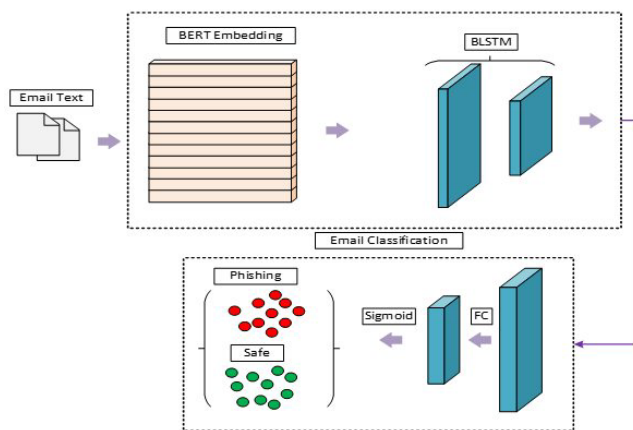 BERT Embedding
BLSTM
Email Text
Email Classification
Phishing
Sigmoid
FC
Safe